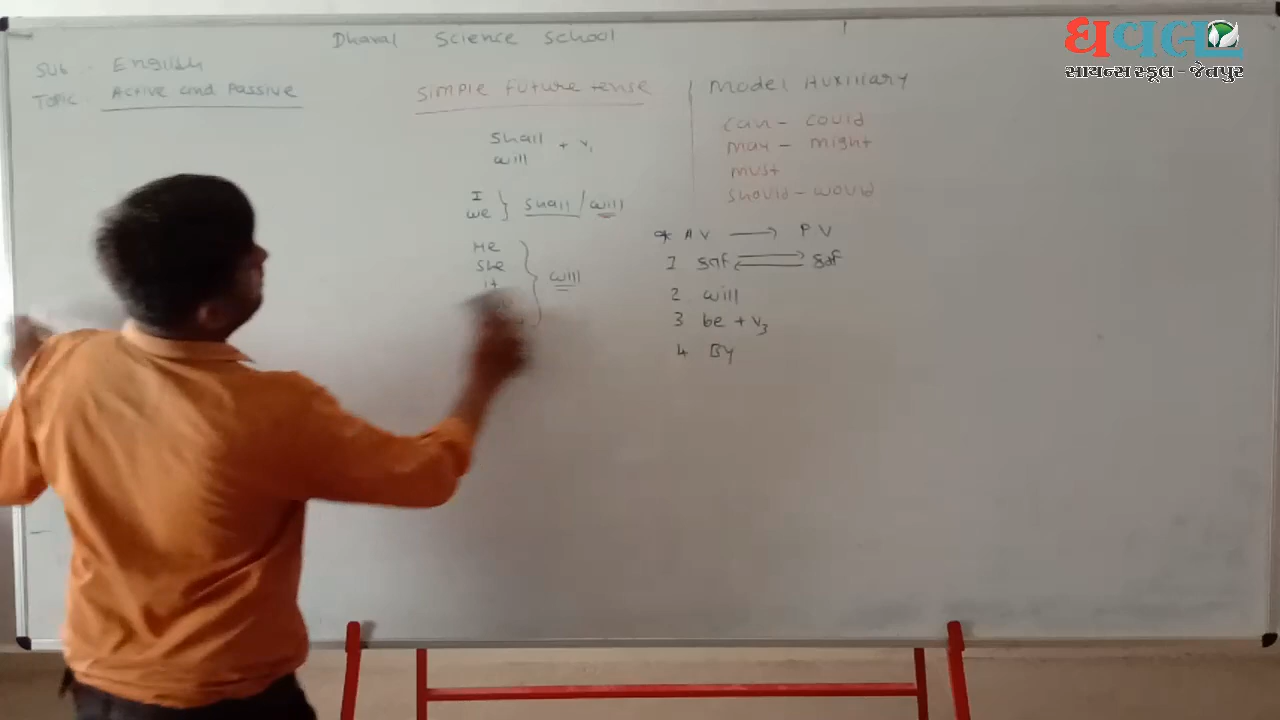 Dhaval Science School
Sub - English
Topic - Active and Passive
Simple Future tense
shall
will
+ V1
I
we
} shall / will
He
She
it
} will
Model Auxiliary
can - could
may - might
must
should - would
AV → PV
1 ⇌
2 will
3 be + V3
4 By
ધવલ
સાયન્સ સ્કૂલ - જેતપુર